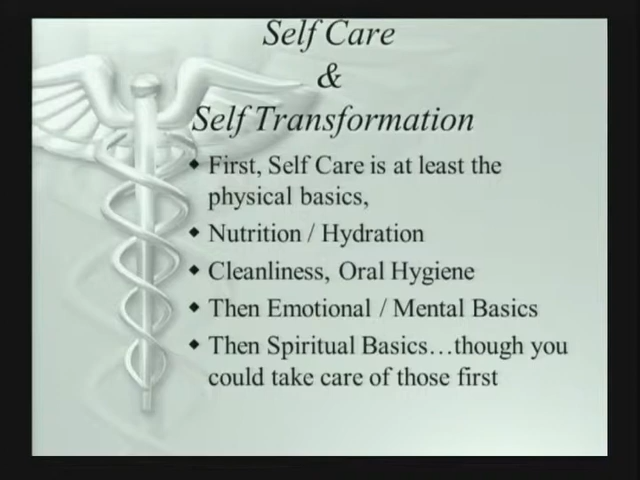 Self Care
&
Self Transformation
First, Self Care is at least the
physical basics,
Nutrition / Hydration
Cleanliness, Oral Hygiene
Then Emotional / Mental Basics
Then Spiritual Basics…though you
could take care of those first